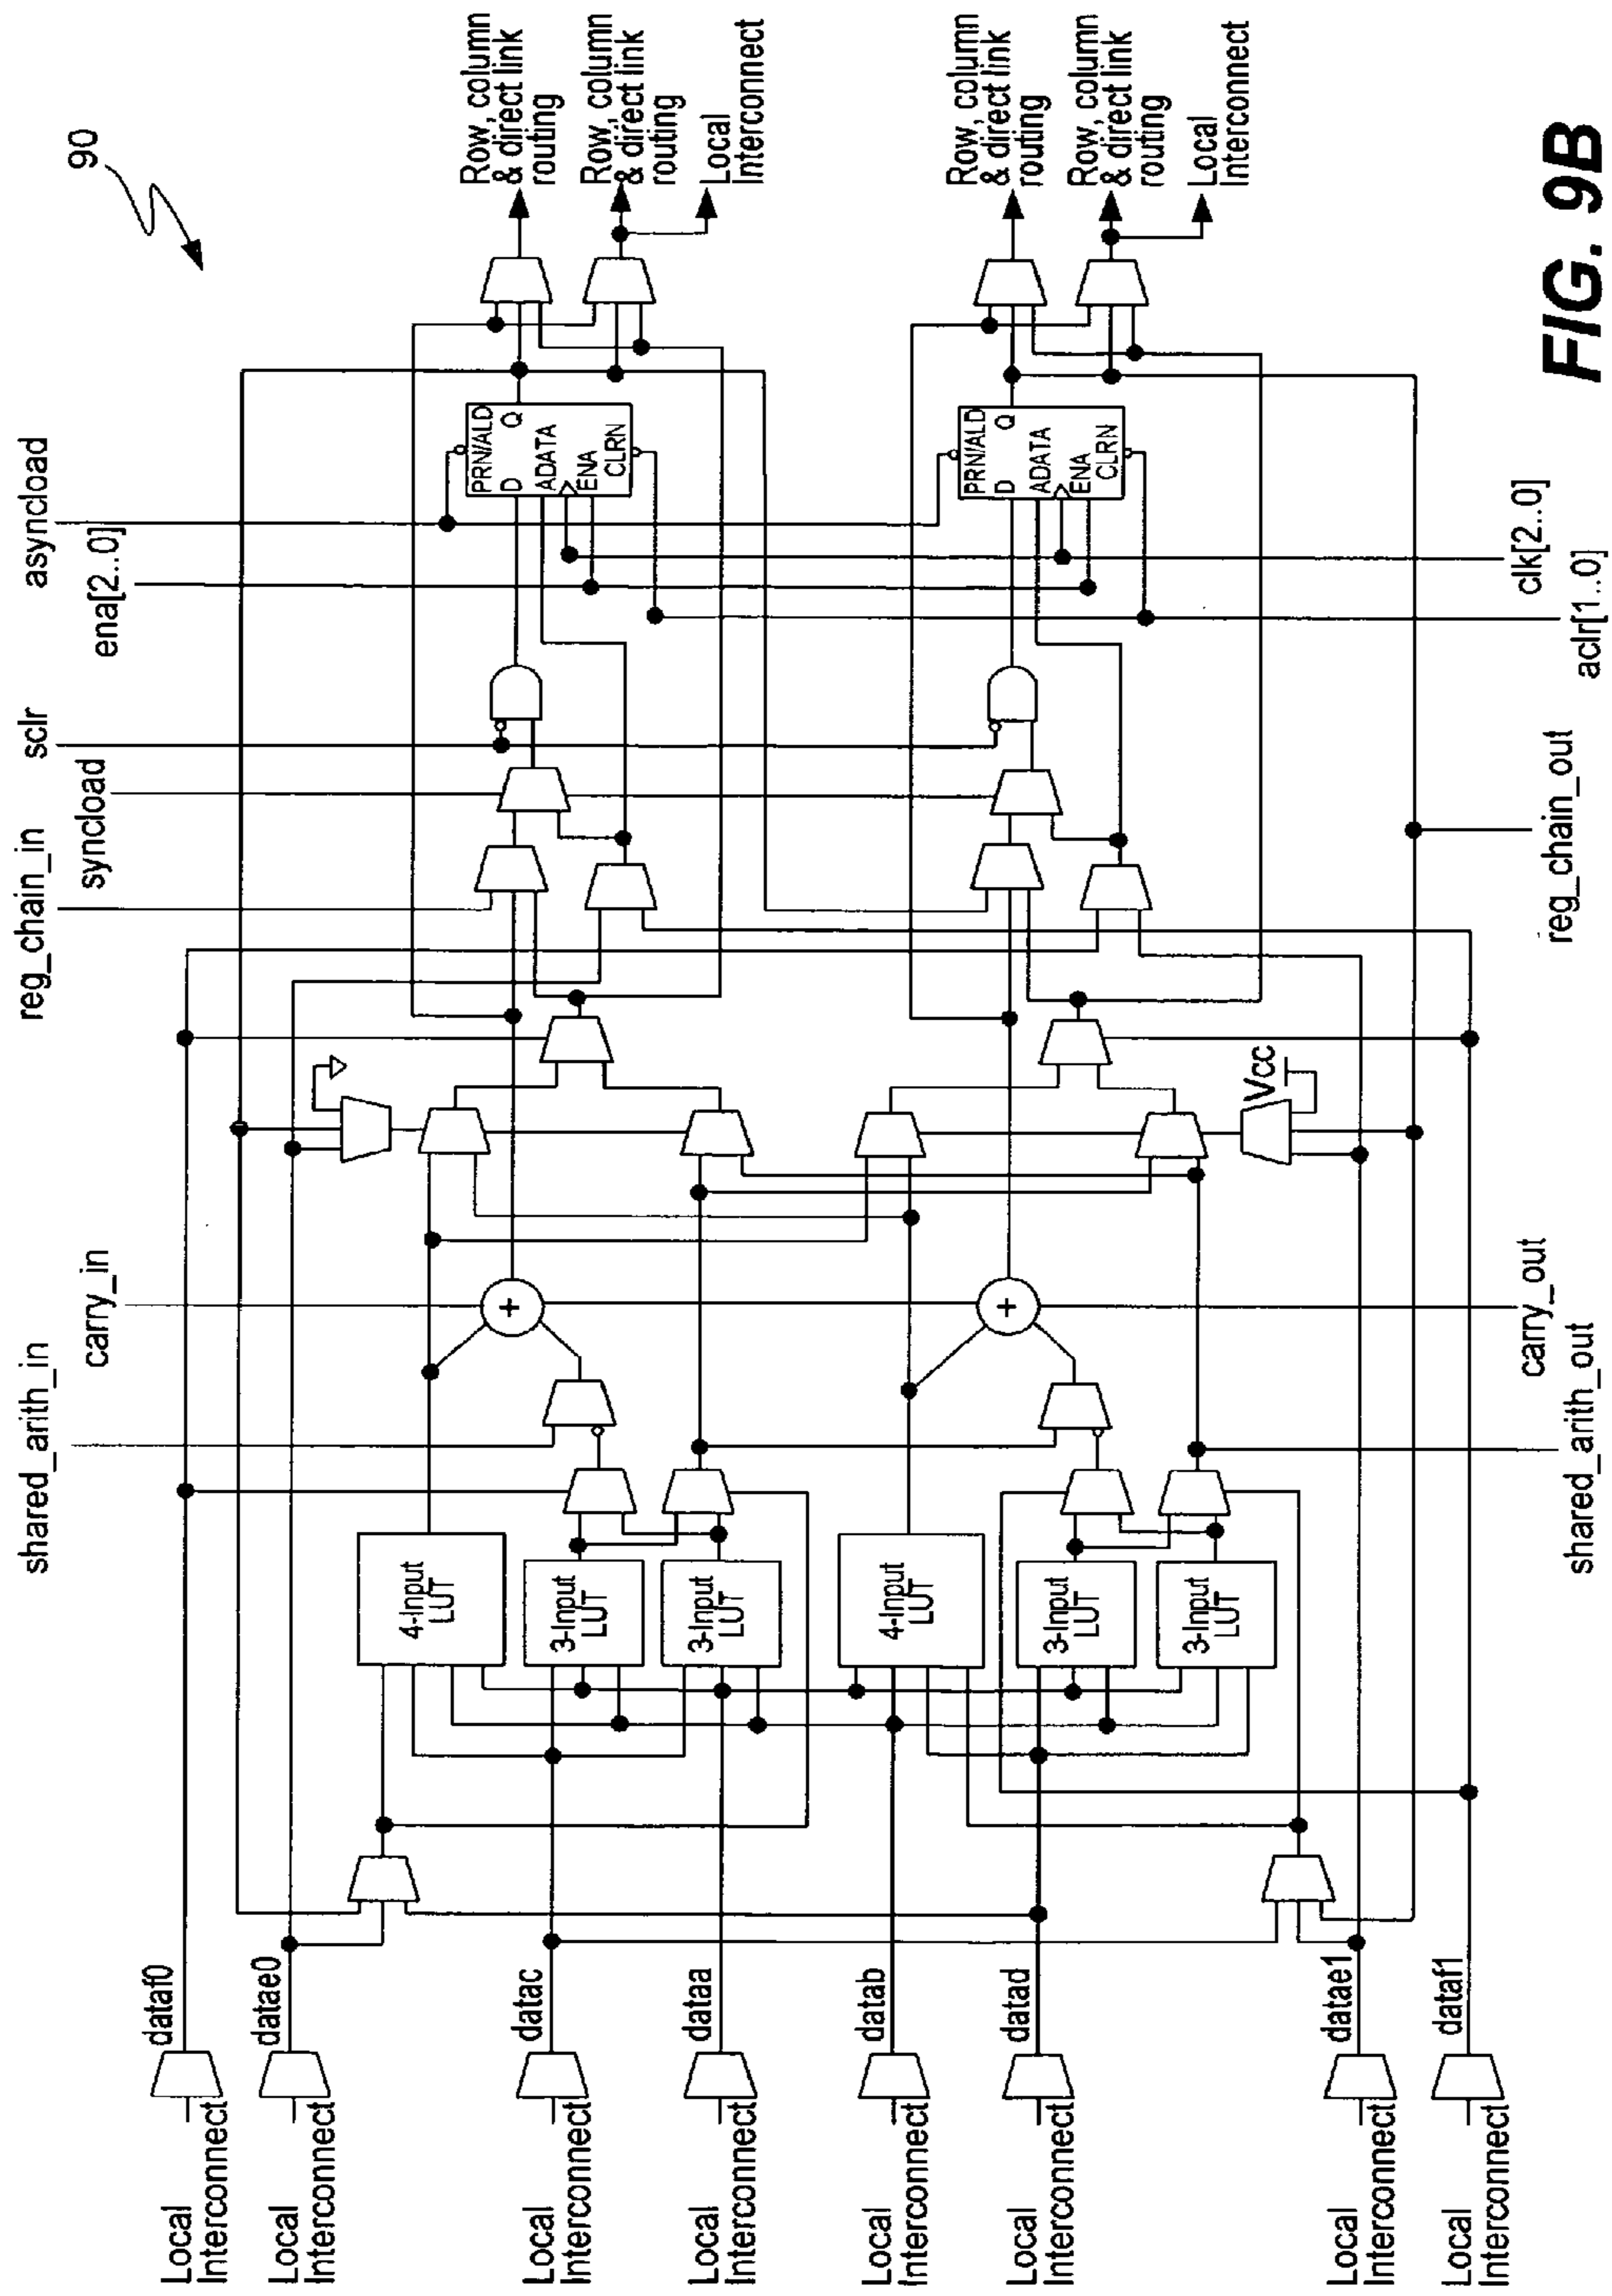 90
asyncload
ena[2..0]
sclr
syncload
reg_chain_in
carry_in
shared_arith_in
Row, column
& direct link
routing
Row, column
& direct link
routing
Local
Interconnect
Row, column
& direct link
routing
Row, column
& direct link
routing
Local
Interconnect
PRN/ALD
D
Q
ADATA
ENA
CLRN
PRN/ALD
D
Q
ADATA
ENA
CLRN
Vcc
+
+
4-Input
LUT
3-Input
LUT
3-Input
LUT
4-Input
LUT
3-Input
LUT
3-Input
LUT
dataf0
Local
Interconnect
datae0
Local
Interconnect
datac
Local
Interconnect
dataa
Local
Interconnect
datab
Local
Interconnect
datad
Local
Interconnect
datae1
Local
Interconnect
dataf1
Local
Interconnect
shared_arith_out
carry_out
reg_chain_out
aclr[1..0]
clk[2..0]
FIG. 9B